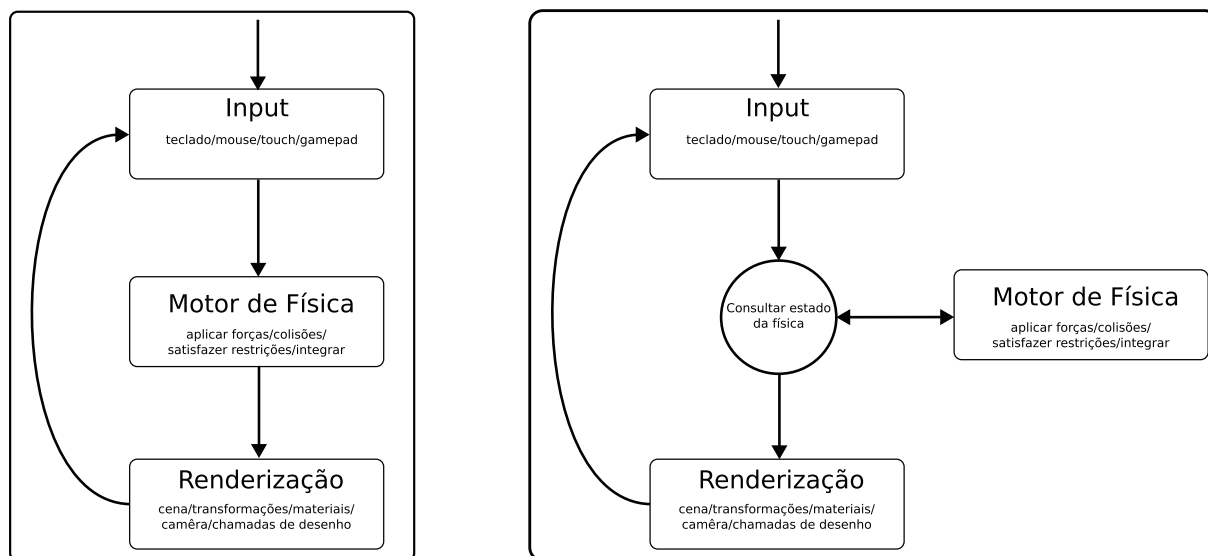 Input
teclado/mouse/touch/gamepad
Motor de Física
aplicar forças/colisões/
satisfazer restrições/integrar
Renderização
cena/transformações/materiais/
camêra/chamadas de desenho
Input
teclado/mouse/touch/gamepad
Consultar estado
da física
Motor de Física
aplicar forças/colisões/
satisfazer restrições/integrar
Renderização
cena/transformações/materiais/
camêra/chamadas de desenho